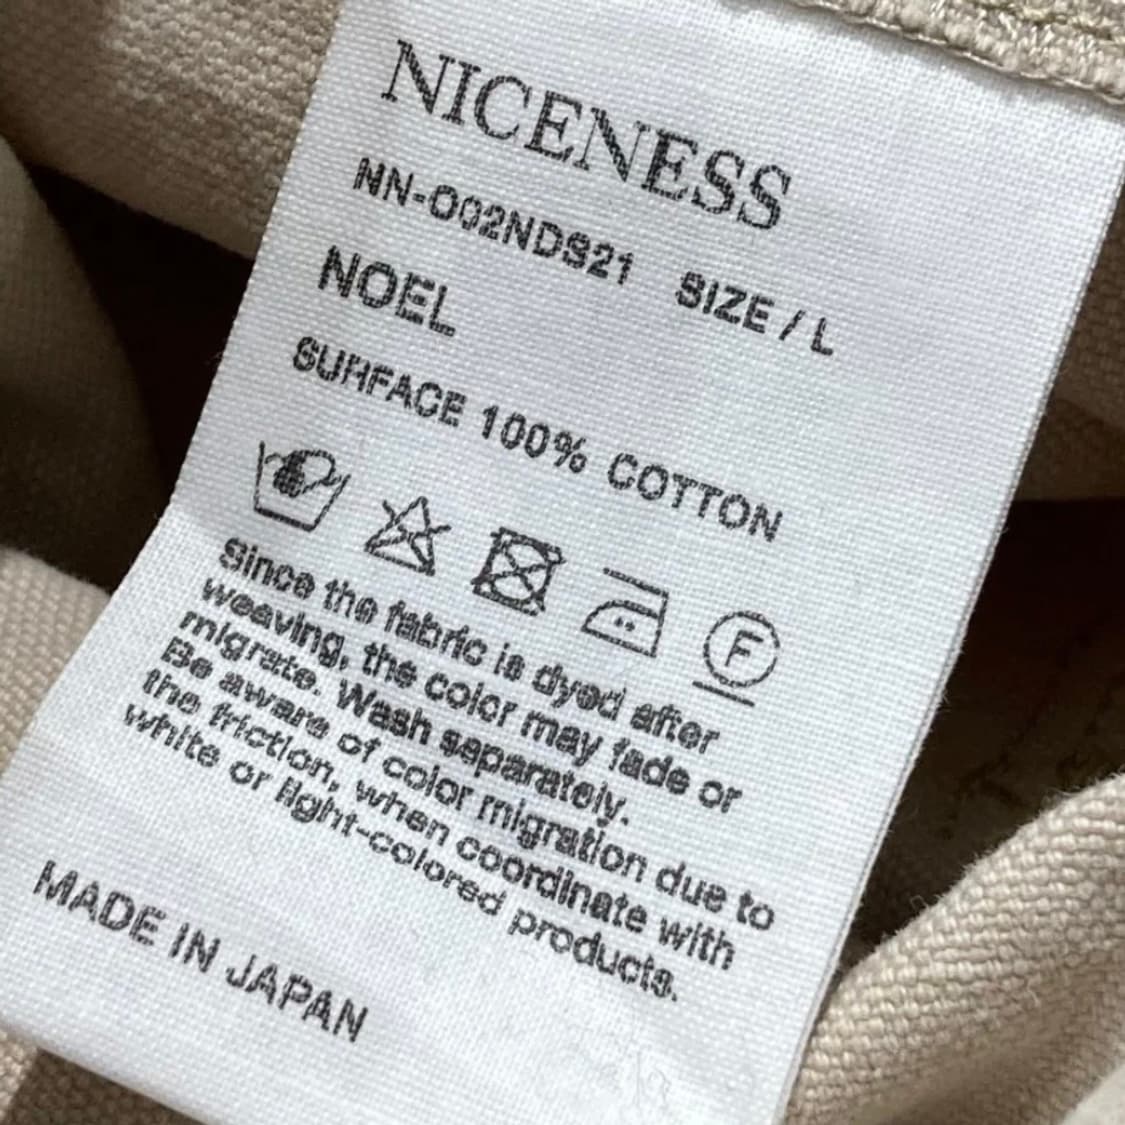 NICENESS
NN-O02NDS21 SIZE / L
NOEL
SURFACE 100% COTTON
F
Since the fabric is dyed after
weaving, the color may fade or
migrate. Wash separately.
Be aware of color migration due to
the friction, when coordinate with
white or light-colored products.
MADE IN JAPAN